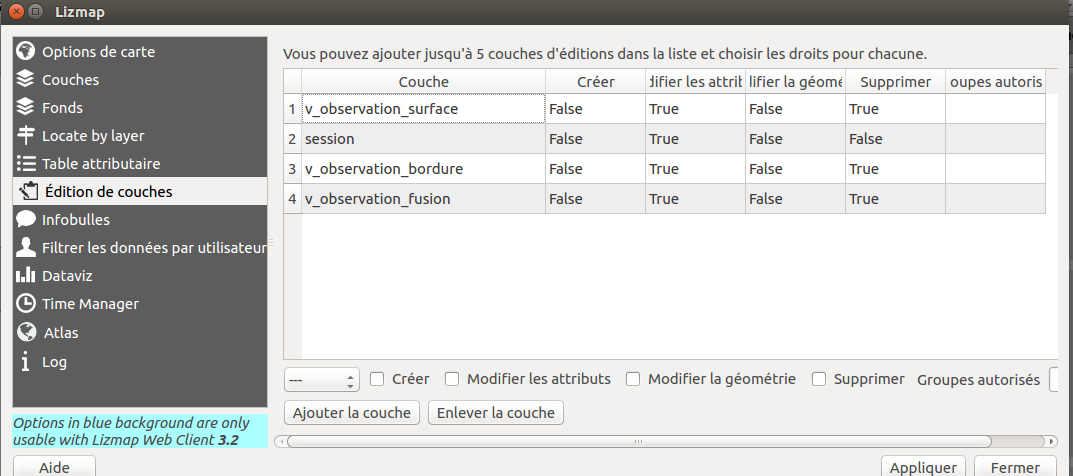 Lizmap
Options de carte
Couches
Fonds
Locate by layer
Table attributaire
Édition de couches
Infobulles
Filtrer les données par utilisateur
Dataviz
Time Manager
Atlas
Log
Options in blue background are only
usable with Lizmap Web Client 3.2
Aide
Vous pouvez ajouter jusqu'à 5 couches d'éditions dans la liste et choisir les droits pour chacune.
Couche Créer difier les attrib lifier la géomé Supprimer oupes autoris
1 v_observation_surface False True False True
2 session False True False False
3 v_observation_bordure False True False True
4 v_observation_fusion False True False True
--- Créer Modifier les attributs Modifier la géométrie Supprimer Groupes autorisés
Ajouter la couche Enlever la couche
Appliquer Fermer